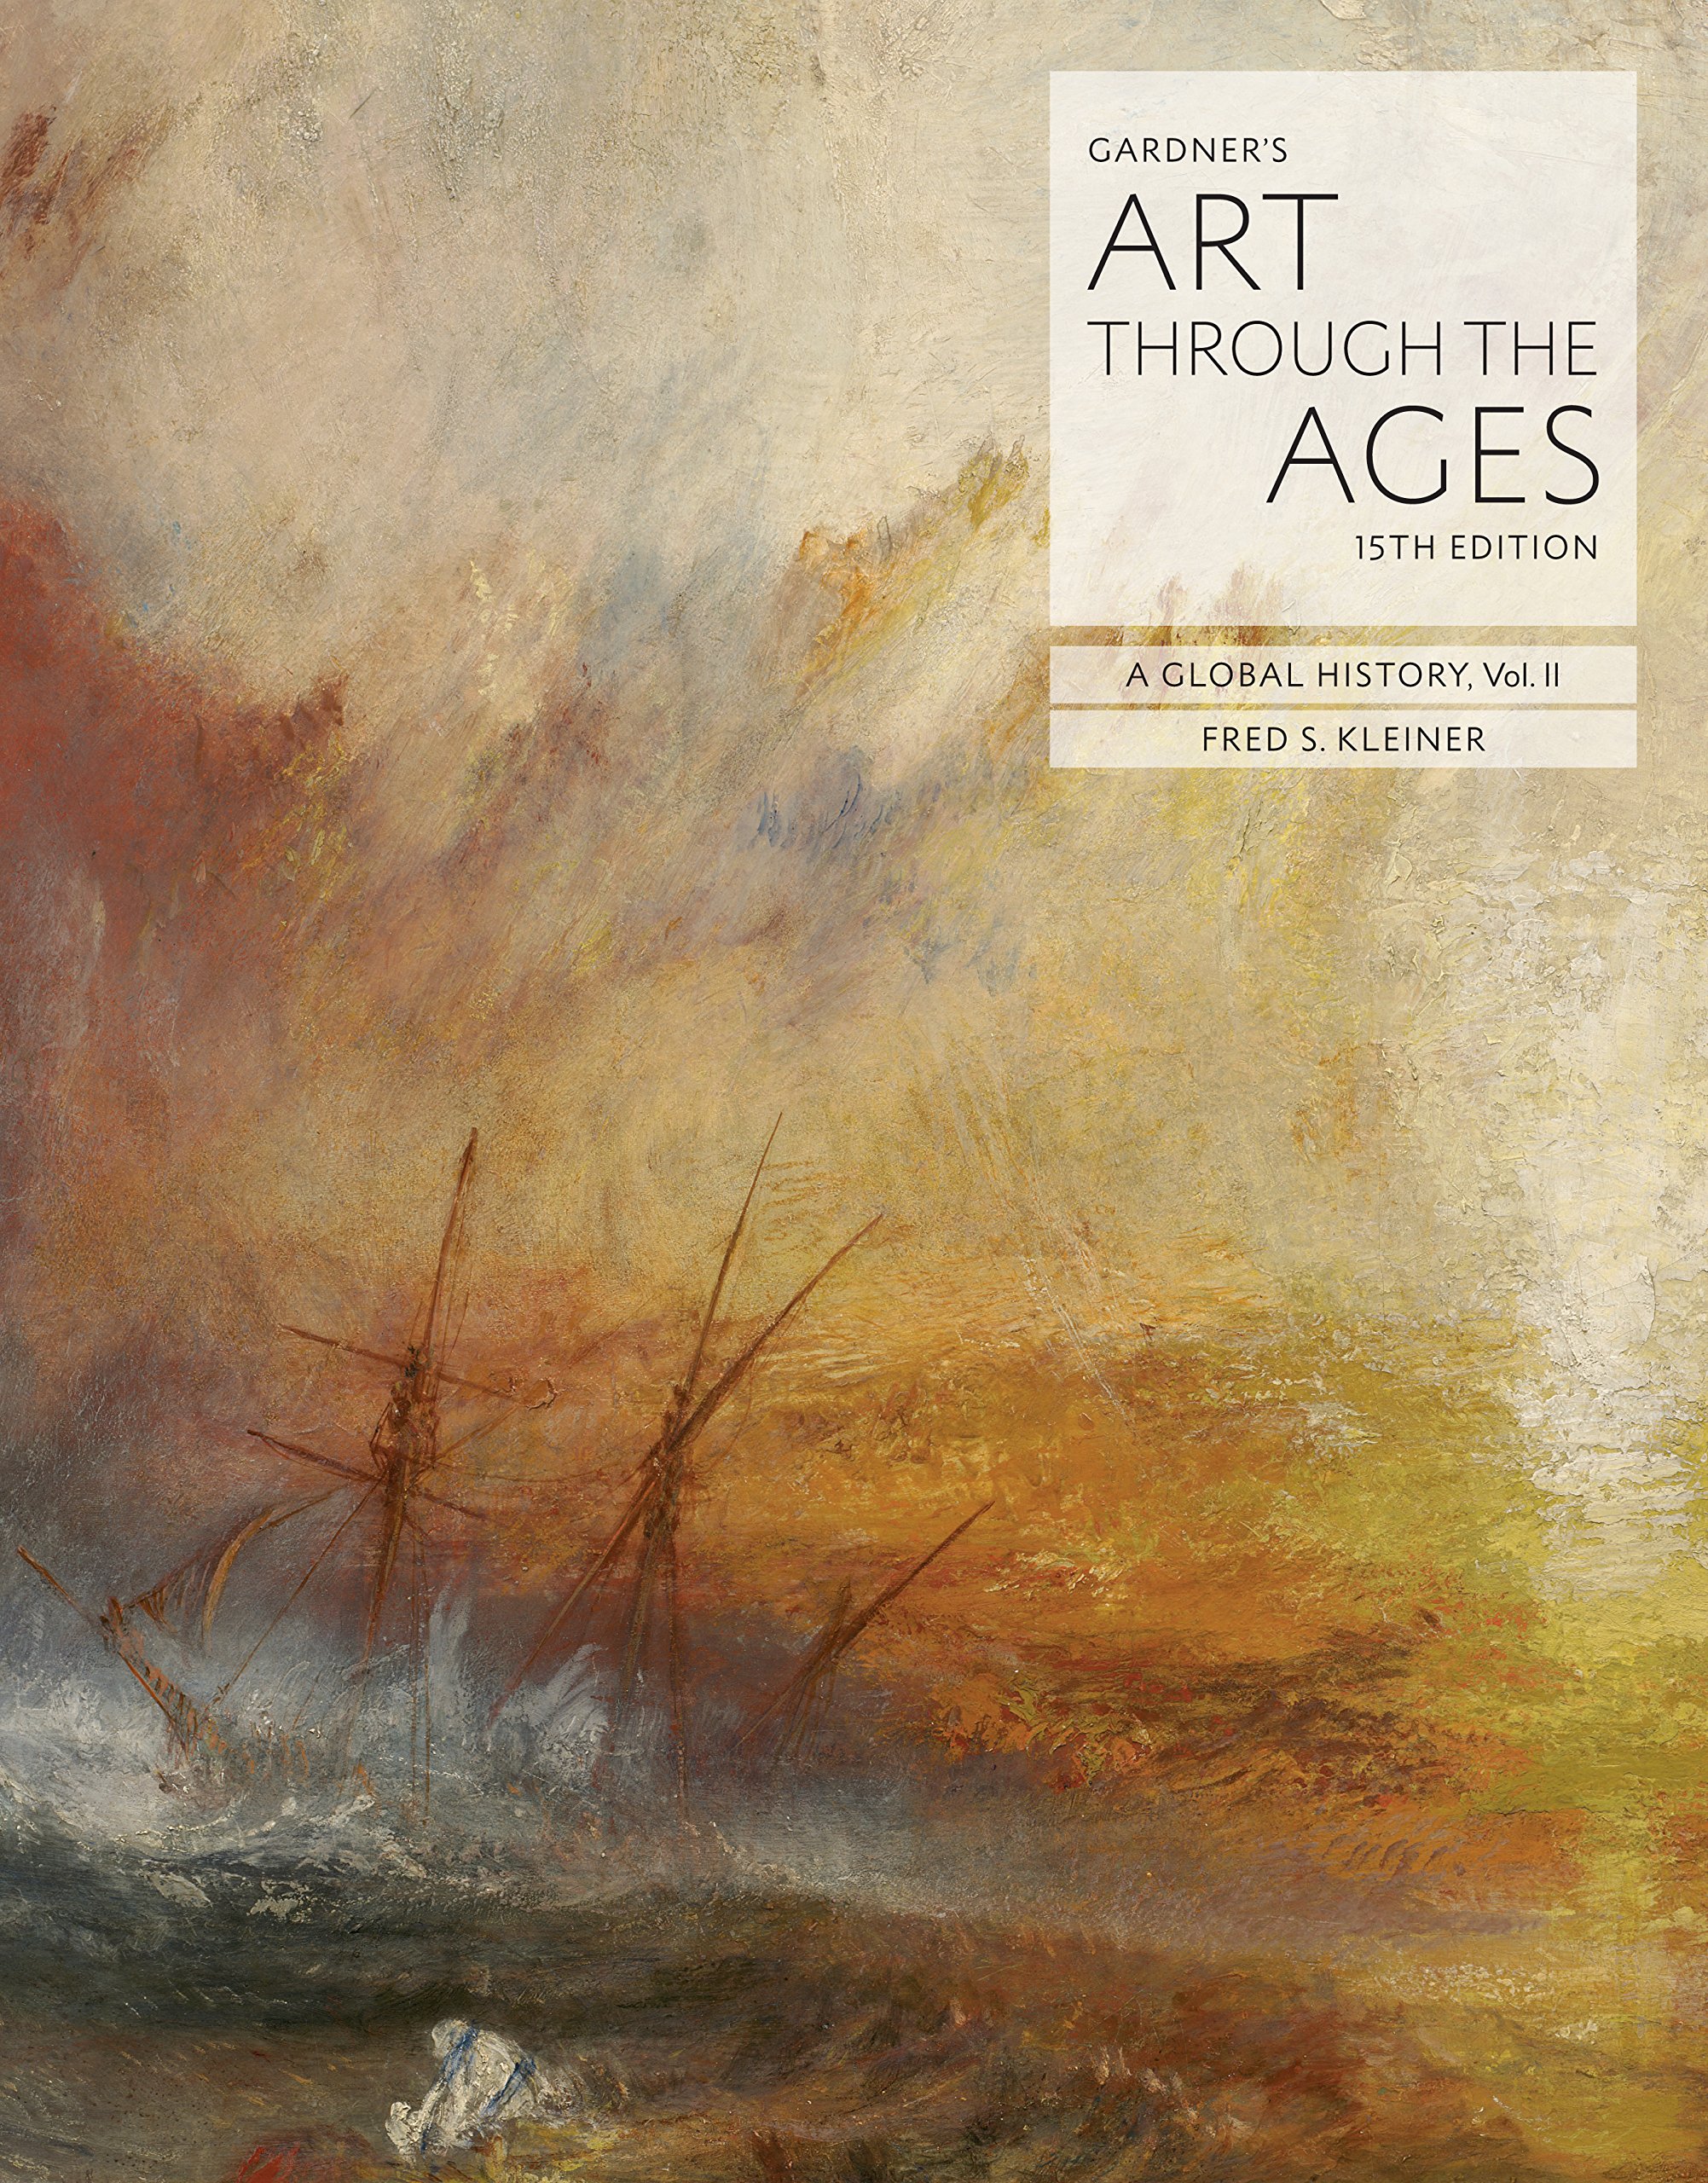 GARDNER'S
ART
THROUGH THE
AGES
15TH EDITION
A GLOBAL HISTORY, Vol. II
FRED S. KLEINER